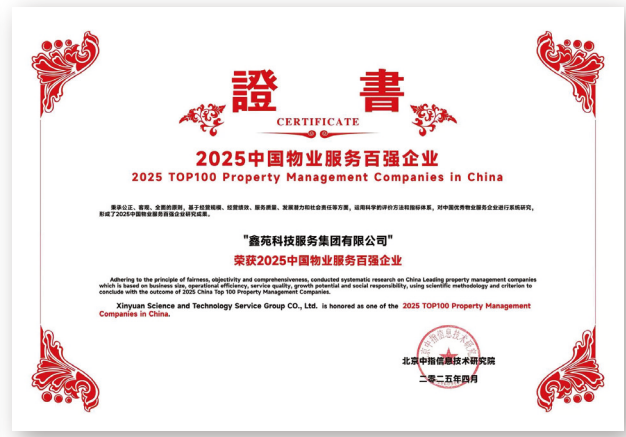 證 書
CERTIFICATE
2025中国物业服务百强企业
2025 TOP100 Property Management Companies in China
秉承公正、客观、全面的原则，基于经营规模、经营绩效、服务质量、发展潜力和社会责任等方面，运用科学的评价方法和指标体系，对中国优秀物业服务企业进行系统研究，
形成了2025中国物业服务百强企业研究成果。
"鑫苑科技服务集团有限公司"
荣获2025中国物业服务百强企业
Adhering to the principle of fairness, objectivity and comprehensiveness, conducted systematic research on China Leading property management companies
which is based on business size, operational efficiency, service quality, growth potential and social responsibility, using scientific methodology and criterion to
conclude with the outcome of 2025 China Top 100 Property Management Companies.
Xinyuan Science and Technology Service Group CO., Ltd. is honored as one of the 2025 TOP100 Property Management
Companies in China.
北京中指信息技术研究院
二零二五年四月